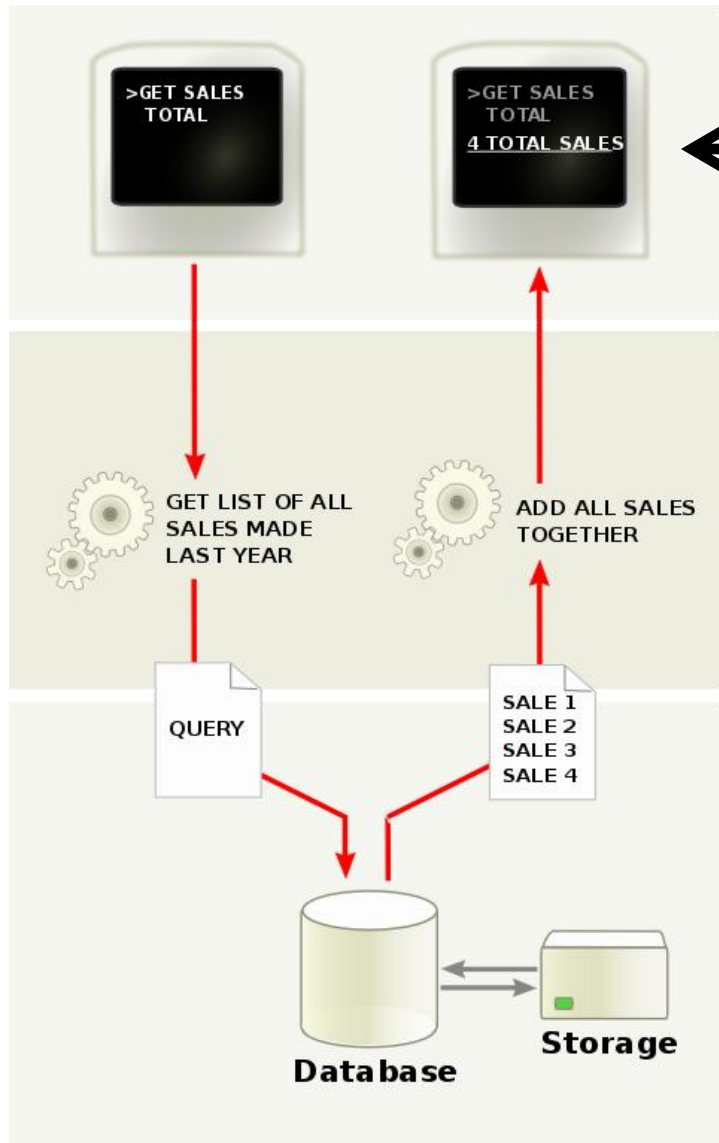 >GET SALES
TOTAL
>GET SALES
TOTAL
4 TOTAL SALES
GET LIST OF ALL
SALES MADE
LAST YEAR
ADD ALL SALES
TOGETHER
QUERY
SALE 1
SALE 2
SALE 3
SALE 4
Database
Storage